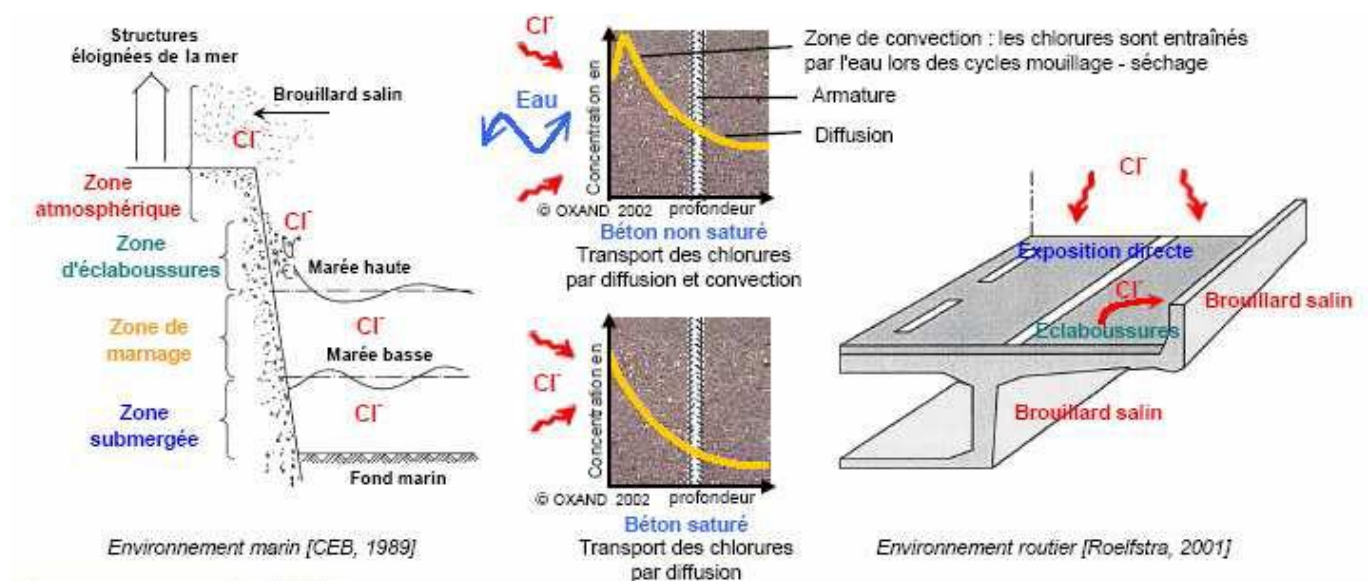 Structures
éloignées de la mer
Brouillard salin
Cl⁻
Zone
atmosphérique
Cl⁻
Zone
d'éclaboussures
Marée haute
Zone de
marnage
Cl⁻
Marée basse
Zone
submergée
Cl⁻
Fond marin
Environnement marin [CEB, 1989]
Cl⁻
Eau
Concentration en
© OXAND 2002 profondeur
Béton non saturé
Transport des chlorures
par diffusion et convection
Zone de convection : les chlorures sont entraînés
par l'eau lors des cycles mouillage - séchage
Armature
Diffusion
Cl⁻
Concentration en
© OXAND 2002 profondeur
Béton saturé
Transport des chlorures
par diffusion
Cl⁻
Exposition directe
Cl⁻
Brouillard salin
Eclaboussures
Brouillard salin
Environnement routier [Roelfstra, 2001]